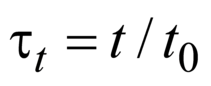 τₜ = t / t₀